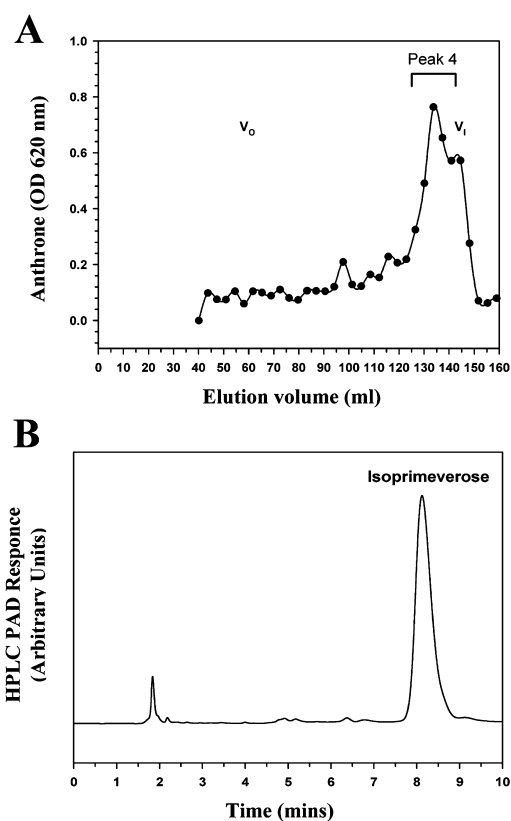 A
Peak 4
V₀
Vᵢ
Anthrone (OD 620 nm)
1.0
0.8
0.6
0.4
0.2
0.0
0 10 20 30 40 50 60 70 80 90 100 110 120 130 140 150 160
Elution volume (ml)
B
Isoprimeverose
HPLC PAD Responce
(Arbitrary Units)
0 1 2 3 4 5 6 7 8 9 10
Time (mins)